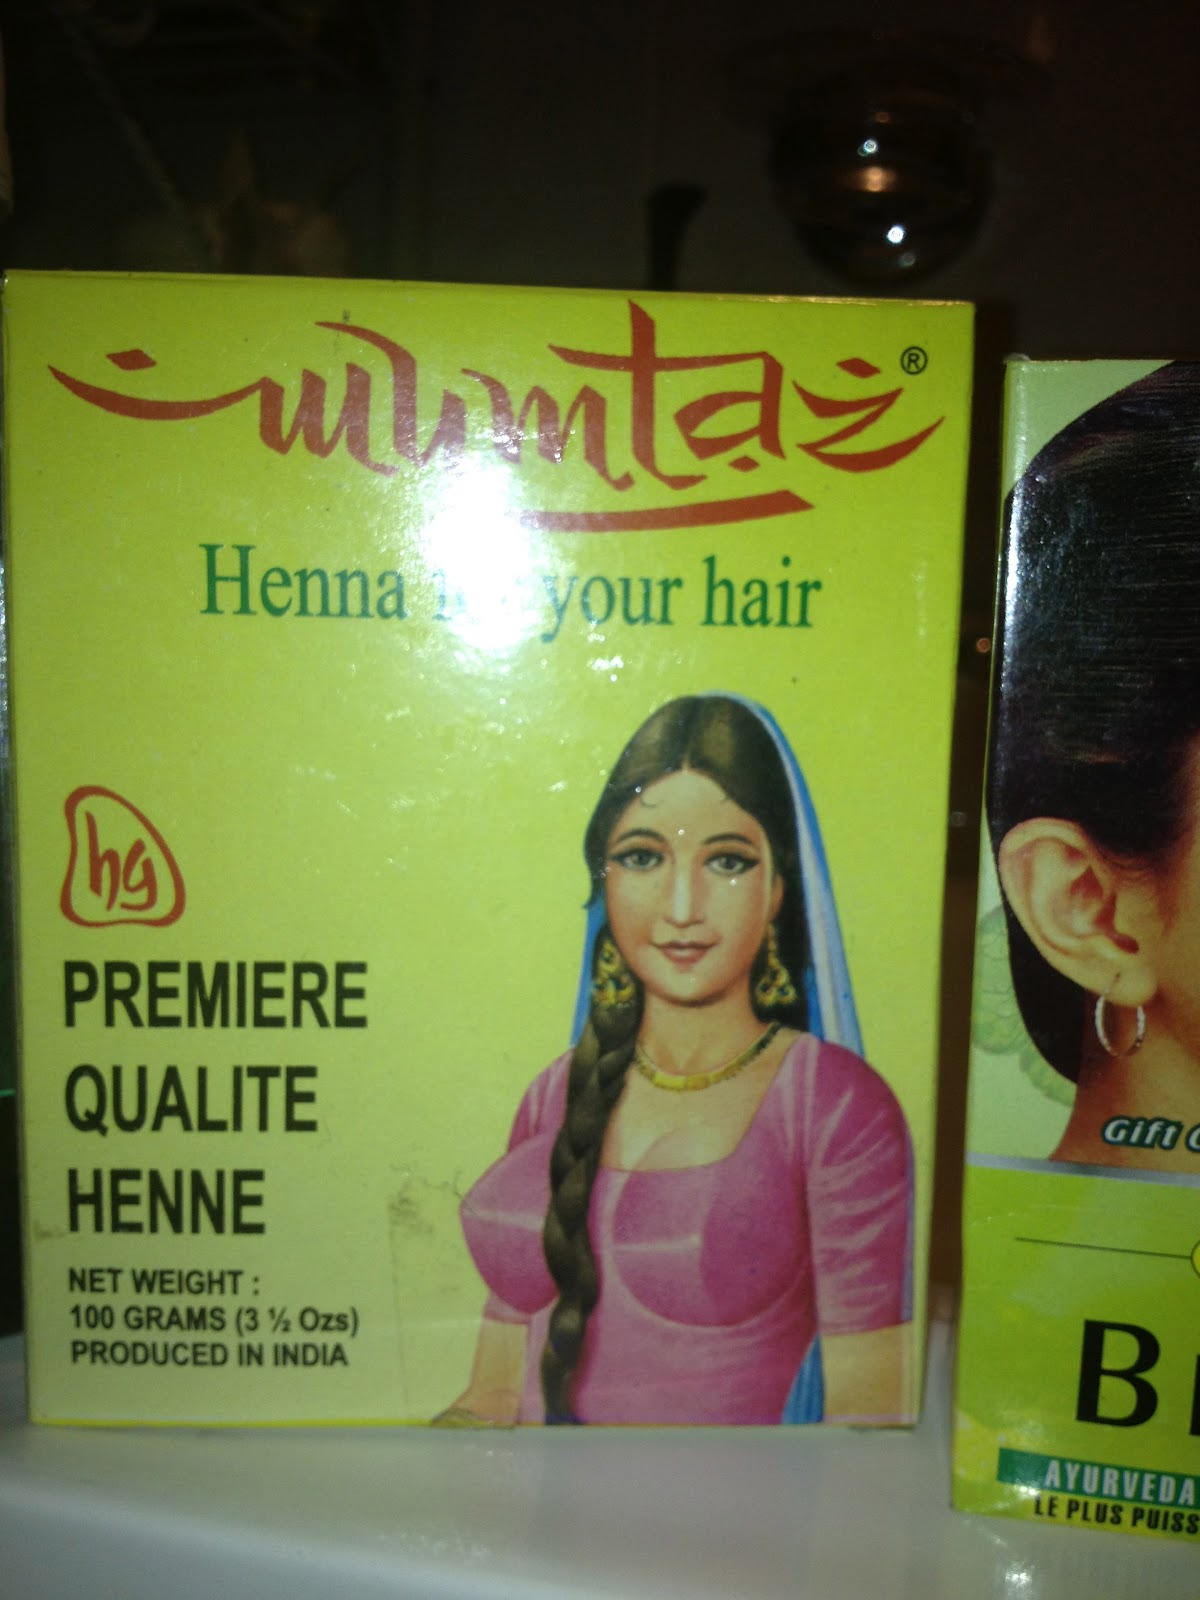 mumtaz ®
Henna your hair
hg
PREMIERE
QUALITE
HENNE
NET WEIGHT :
100 GRAMS (3 ½ Ozs)
PRODUCED IN INDIA
Gift
AYURVEDA
LE PLUS